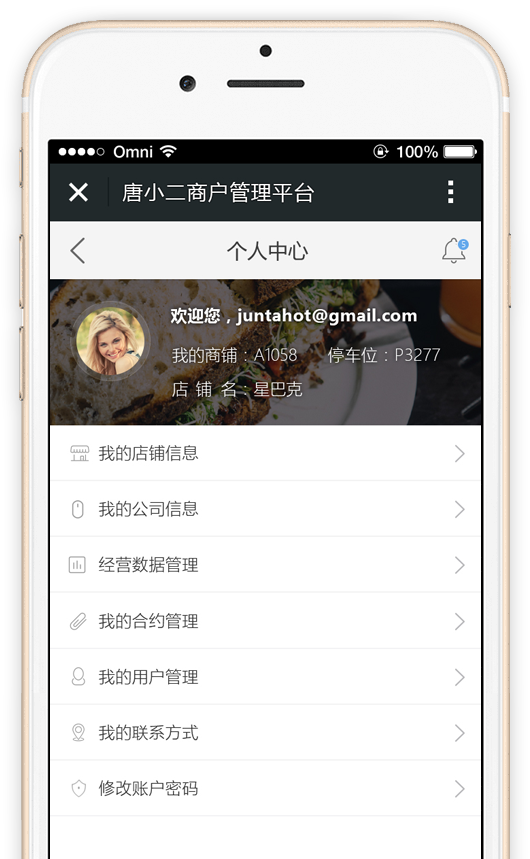 Omni 100%
唐小二商户管理平台
个人中心 5
欢迎您，juntahot@gmail.com
我的商铺：A1058 停车位：P3277
店 铺 名：星巴克
我的店铺信息
我的公司信息
经营数据管理
我的合约管理
我的用户管理
我的联系方式
修改账户密码